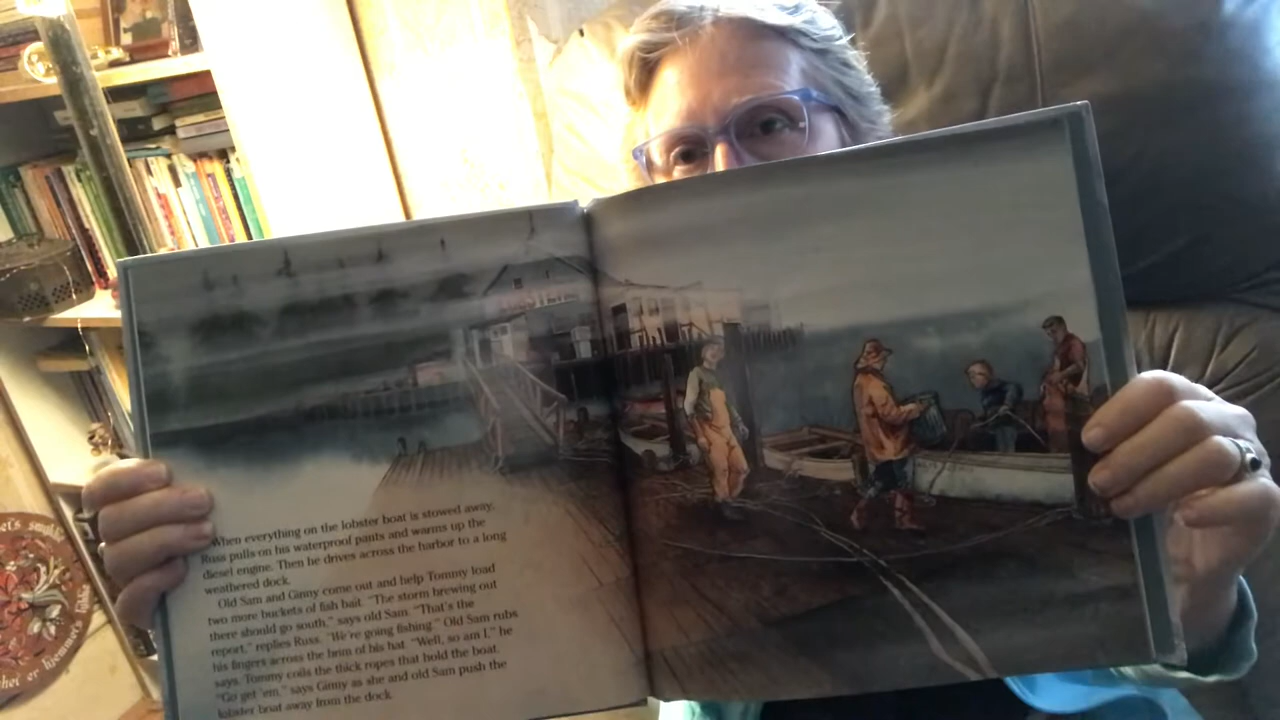 When everything on the lobster boat is stowed away,
Russ pulls on his waterproof pants and warms up the
diesel engine. Then he drives across the harbor to a long
weathered dock.
Old Sam and Ginny come out and help Tommy load
two more buckets of fish bait. "The storm brewing out
there should go south," says old Sam. "That's the
report," replies Russ. "We're going fishing." Old Sam rubs
his fingers across the brim of his hat. "Well, so am I," he
says. Tommy coils the thick ropes that hold the boat.
"Go get 'em," says Ginny as she and old Sam push the
lobster boat away from the dock.
er hjemmets